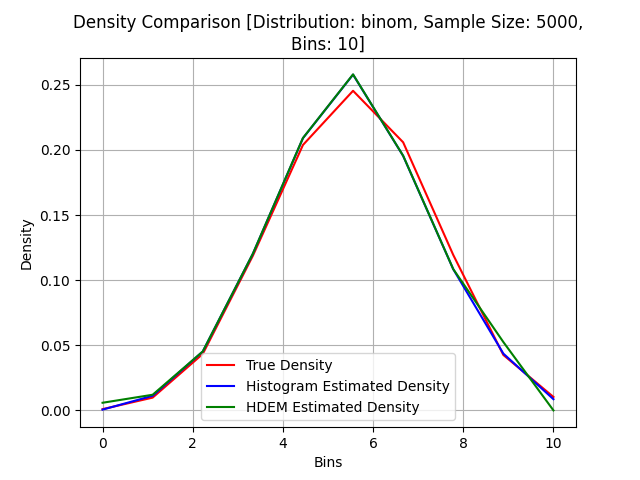 Density Comparison [Distribution: binom, Sample Size: 5000,
Bins: 10]
Density
0.25
0.20
0.15
0.10
0.05
0.00
True Density
Histogram Estimated Density
HDEM Estimated Density
0 2 4 6 8 10
Bins